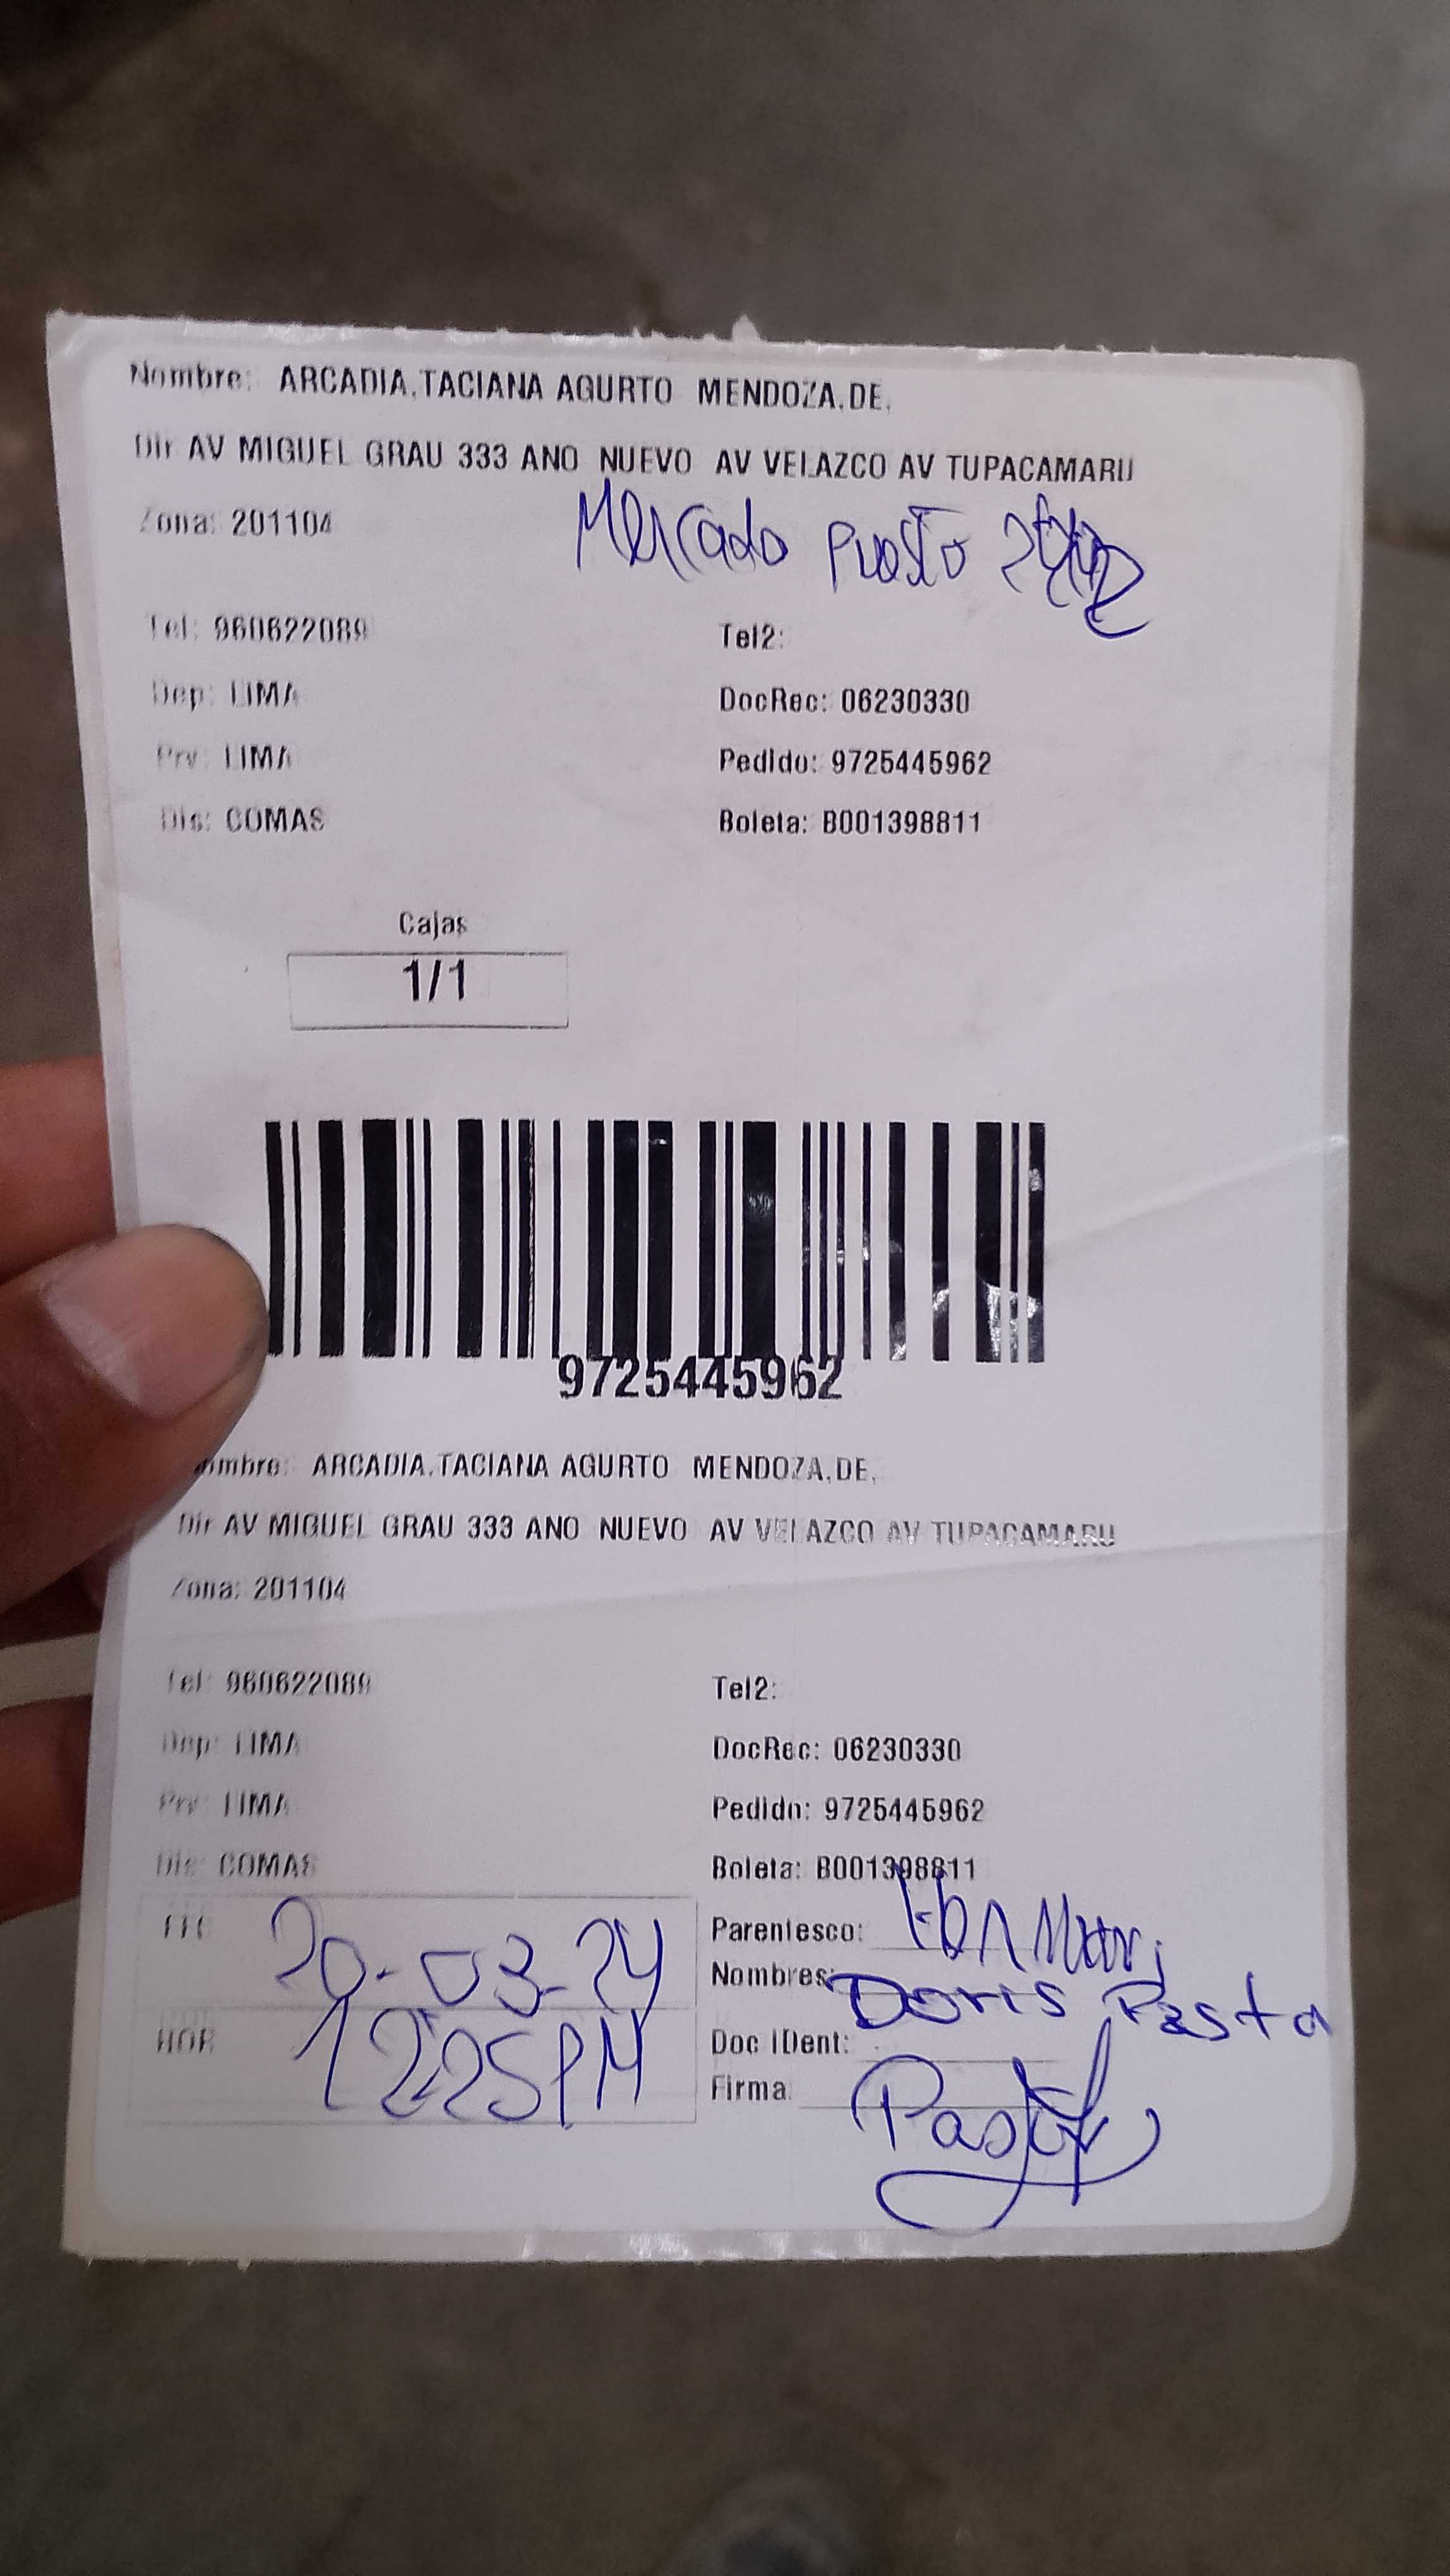 Nombre: ARCADIA,TACIANA AGURTO MENDOZA,DE,
Dir AV MIGUEL GRAU 333 ANO NUEVO AV VELAZCO AV TUPACAMARU
Zona: 201104
Mercado puesto
Tel: 960622089
Tel2:
Dep: LIMA
DocRec: 06230330
Prv: LIMA
Pedido: 9725445962
Dis: COMAS
Boleta: B001398811
Cajas
1/1
9725445962
ombre: ARCADIA,TACIANA AGURTO MENDOZA,DE,
Dir AV MIGUEL GRAU 333 ANO NUEVO AV VELAZCO AV TUPACAMARU
Zona: 201104
Tel: 960622089
Tel2:
Dep: LIMA
DocRec: 06230330
Prv: LIMA
Pedido: 9725445962
Dis: COMAS
Boleta: B001398811
20-03-24
Parentesco:
Nombres: Doris Pasto
HOR 12:25PM
Doc IDent:
Firma